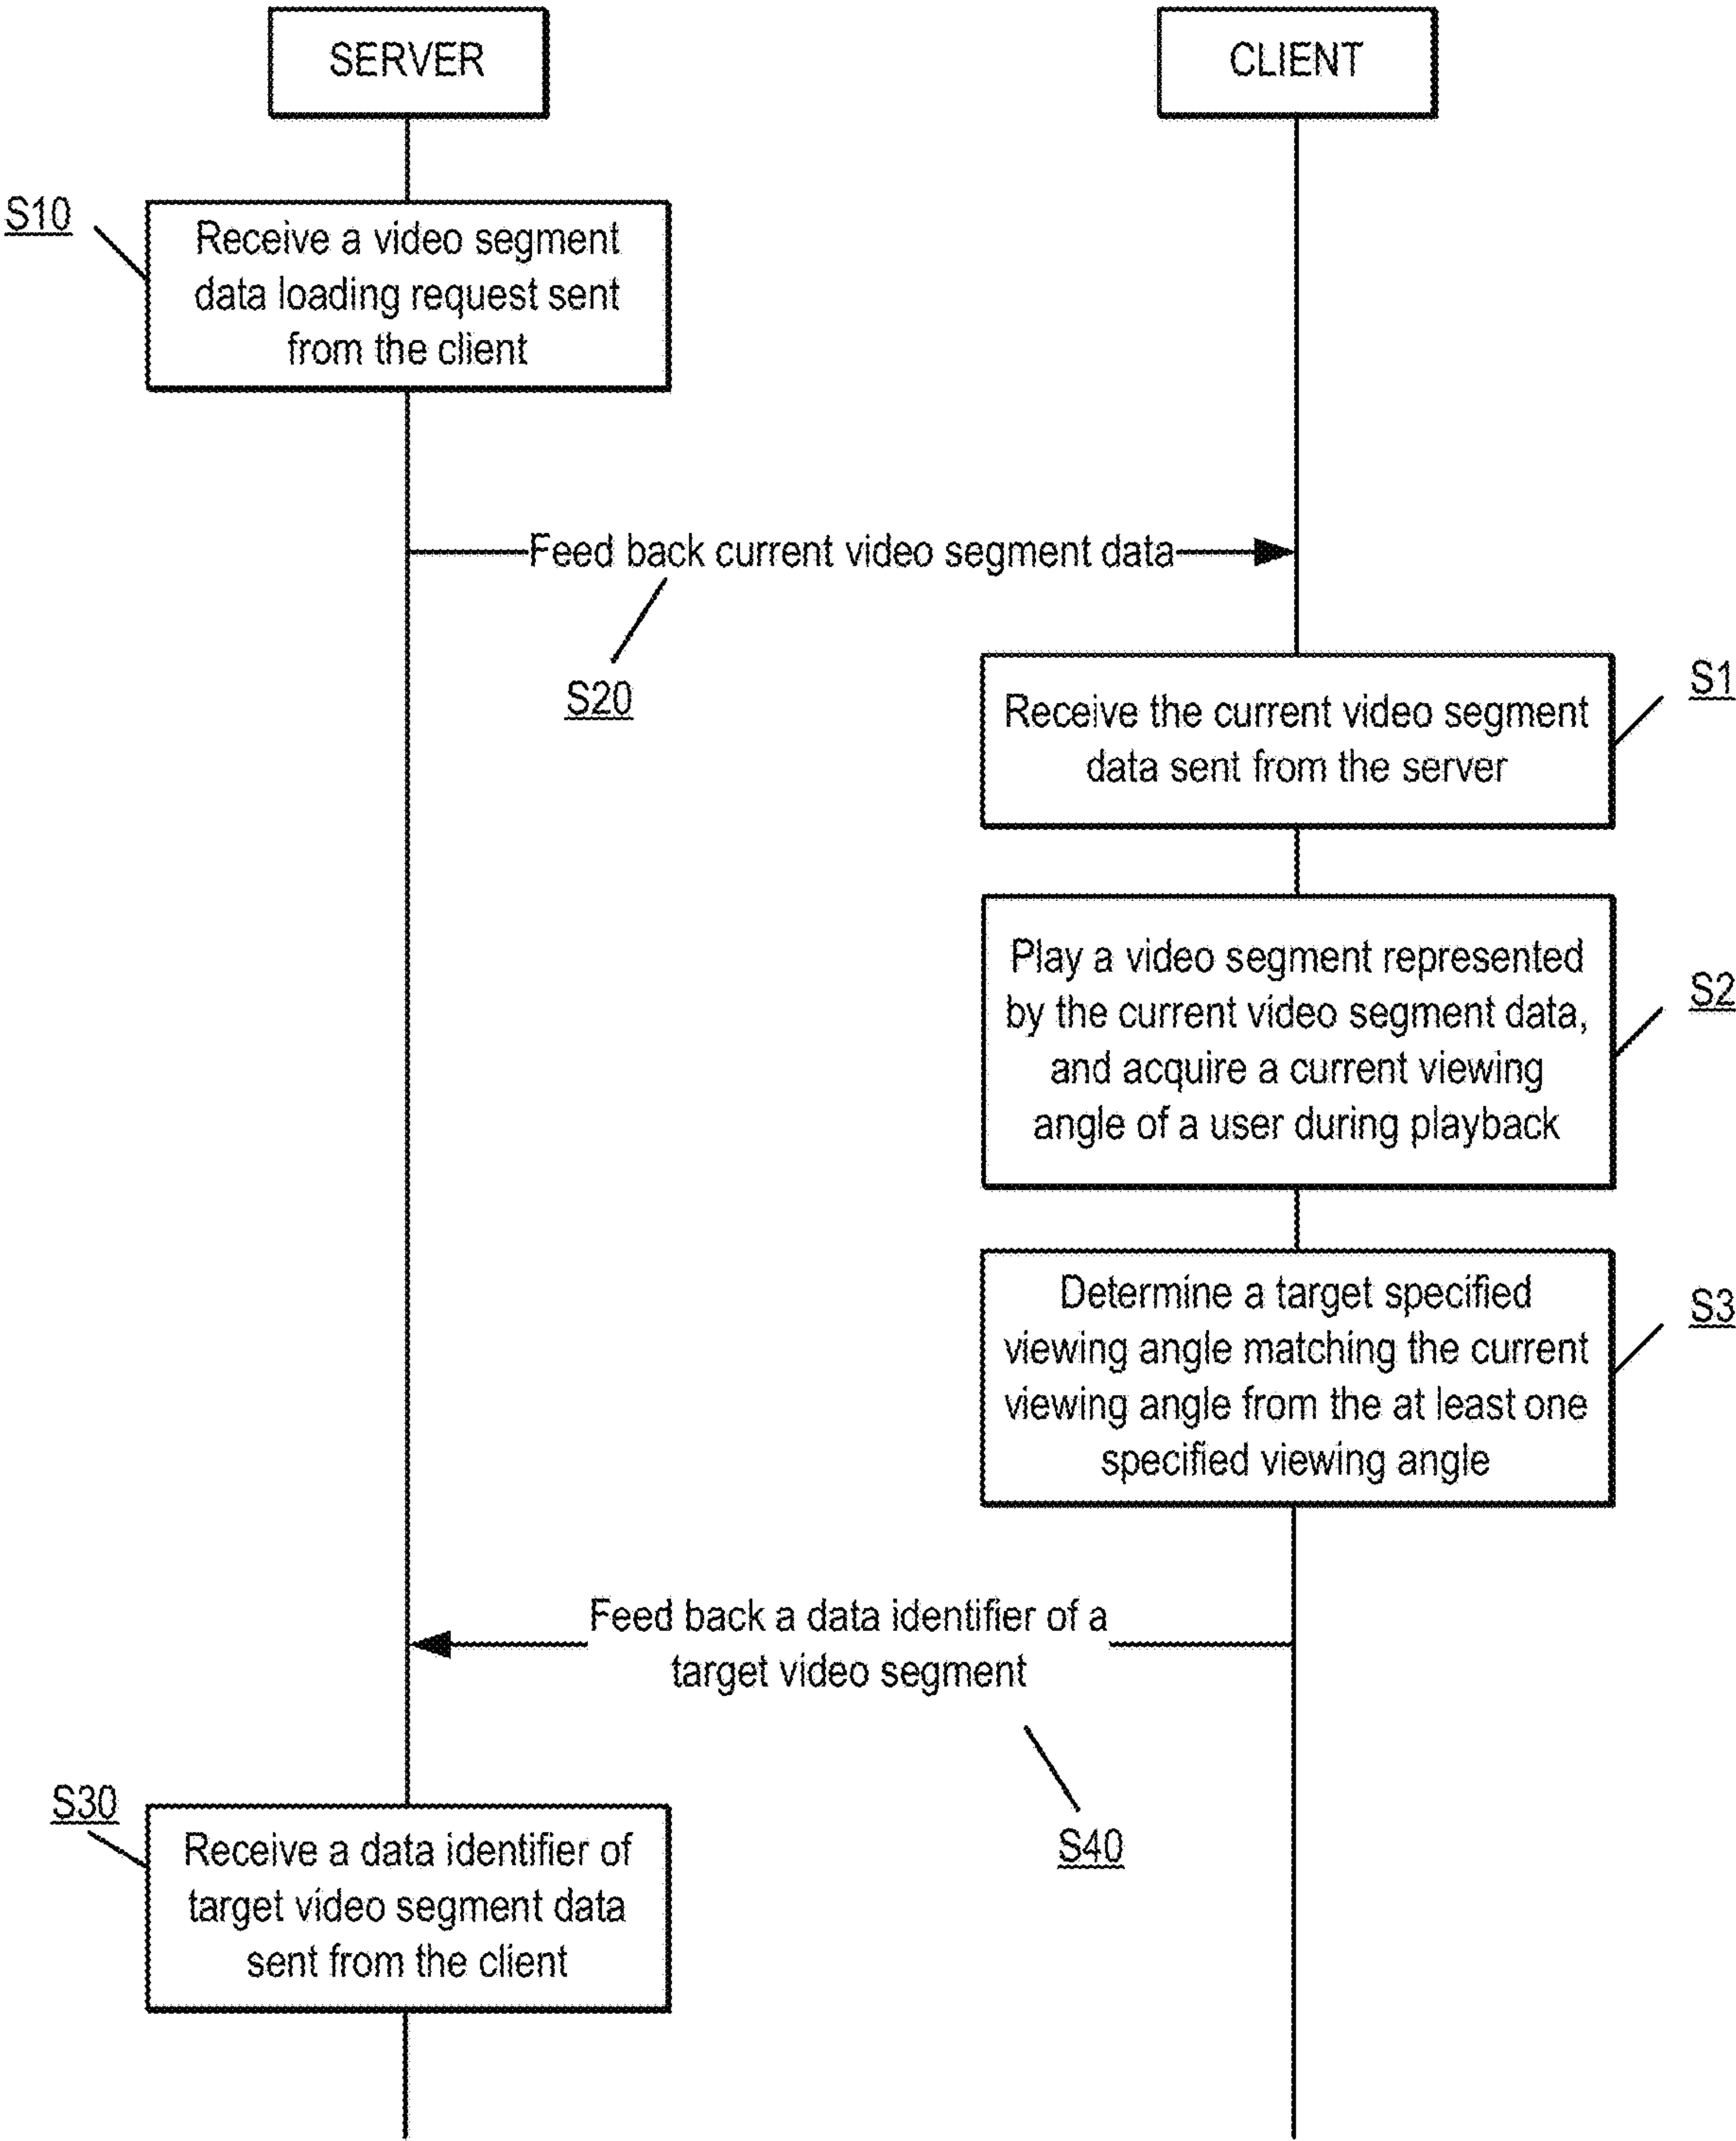 SERVER
CLIENT
S10
Receive a video segment
data loading request sent
from the client
Feed back current video segment data
S20
S1
Receive the current video segment
data sent from the server
S2
Play a video segment represented
by the current video segment data,
and acquire a current viewing
angle of a user during playback
S3
Determine a target specified
viewing angle matching the current
viewing angle from the at least one
specified viewing angle
Feed back a data identifier of a
target video segment
S40
S30
Receive a data identifier of
target video segment data
sent from the client